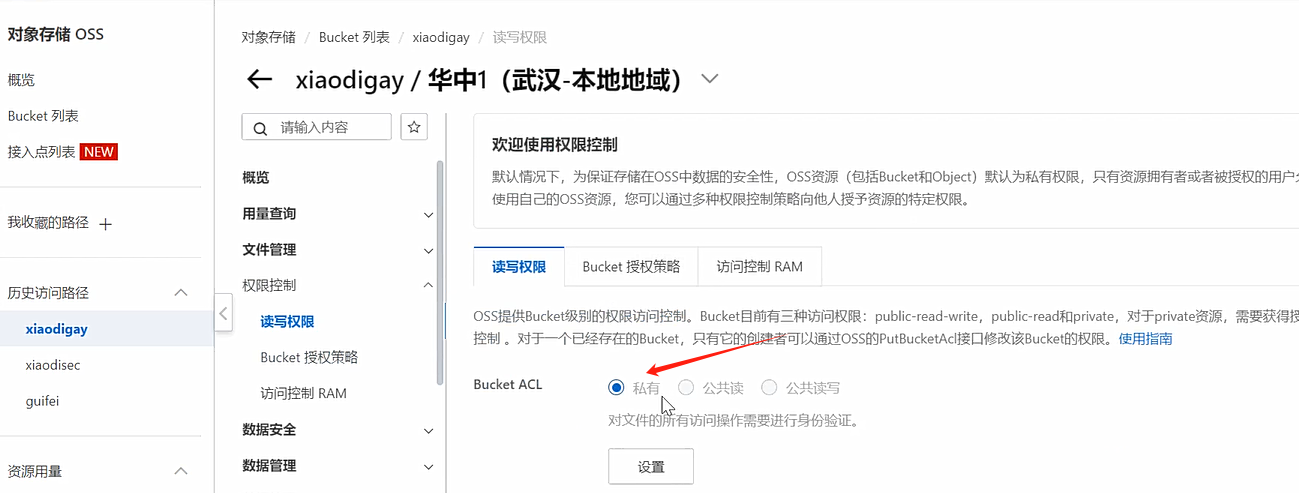 对象存储 OSS
概览
Bucket 列表
接入点列表 NEW
我收藏的路径
历史访问路径
xiaodigay
xiaodisec
guifei
资源用量
对象存储 / Bucket 列表 / xiaodigay / 读写权限
xiaodigay / 华中1（武汉-本地地域）
请输入内容
概览
用量查询
文件管理
权限控制
读写权限
Bucket 授权策略
访问控制 RAM
数据安全
数据管理
欢迎使用权限控制
默认情况下，为保证存储在OSS中数据的安全性，OSS资源（包括Bucket和Object）默认为私有权限，只有资源拥有者或者被授权的用户
使用自己的OSS资源，您可以通过多种权限控制策略向他人授予资源的特定权限。
读写权限 Bucket 授权策略 访问控制 RAM
OSS提供Bucket级别的权限访问控制。Bucket目前有三种访问权限：public-read-write，public-read和private，对于private资源，需要获得
控制 。对于一个已经存在的Bucket，只有它的创建者可以通过OSS的PutBucketAcl接口修改该Bucket的权限。使用指南
Bucket ACL 私有 公共读 公共读写
对文件的所有访问操作需要进行身份验证。
设置